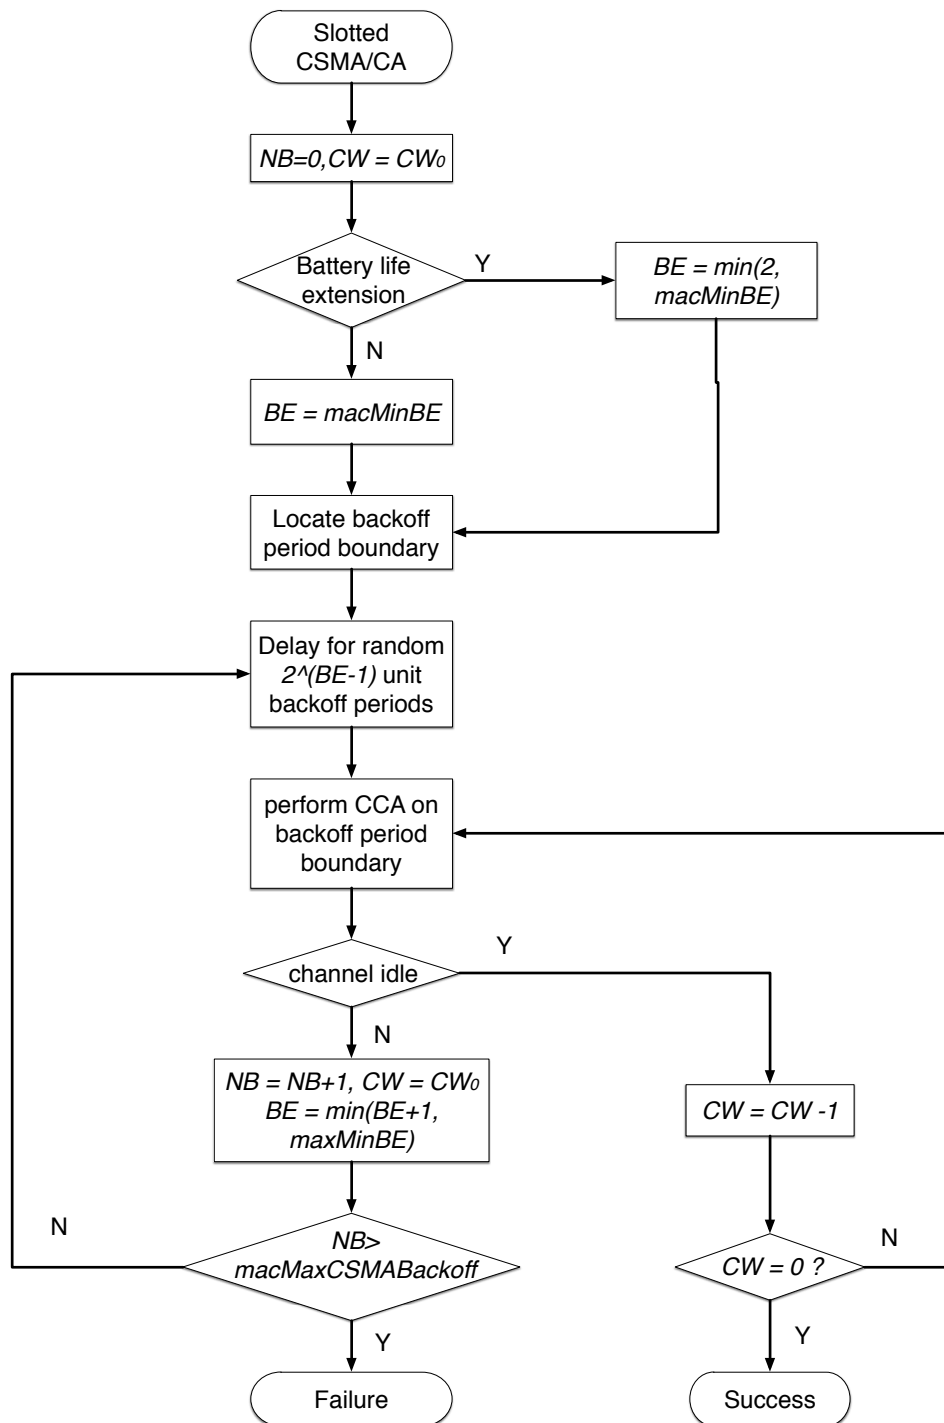 Slotted
CSMA/CA
NB=0,CW = CW₀
Battery life
extension
Y
BE = min(2,
macMinBE)
N
BE = macMinBE
Locate backoff
period boundary
Delay for random
2^(BE-1) unit
backoff periods
perform CCA on
backoff period
boundary
channel idle
Y
N
NB = NB+1, CW = CW₀
BE = min(BE+1,
maxMinBE)
CW = CW -1
N
NB>
macMaxCSMABackoff
CW = 0 ?
N
Y
Y
Failure
Success